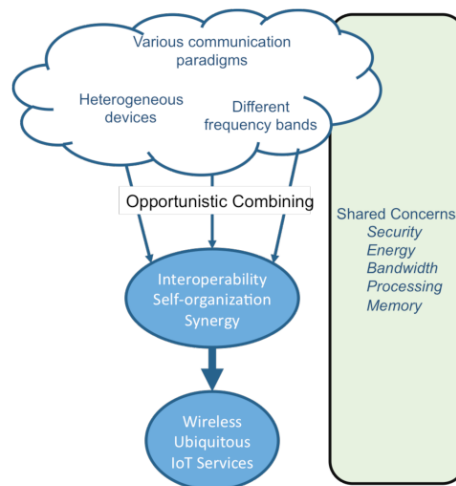 Various communication
paradigms
Heterogeneous
devices
Different
frequency bands
Opportunistic Combining
Interoperability
Self-organization
Synergy
Wireless
Ubiquitous
IoT Services
Shared Concerns
Security
Energy
Bandwidth
Processing
Memory